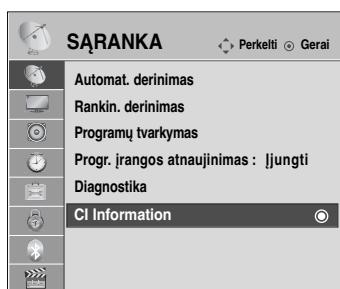 SĄRANKA
Perkelti Gerai
Automat. derinimas
Rankin. derinimas
Programų tvarkymas
Progr. įrangos atnaujinimas : Įjungti
Diagnostika
CI Information